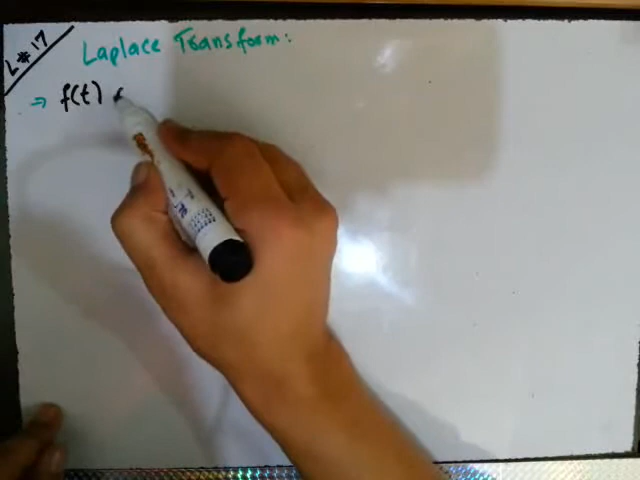 L#17
Laplace Transform:
⇒ f(t)